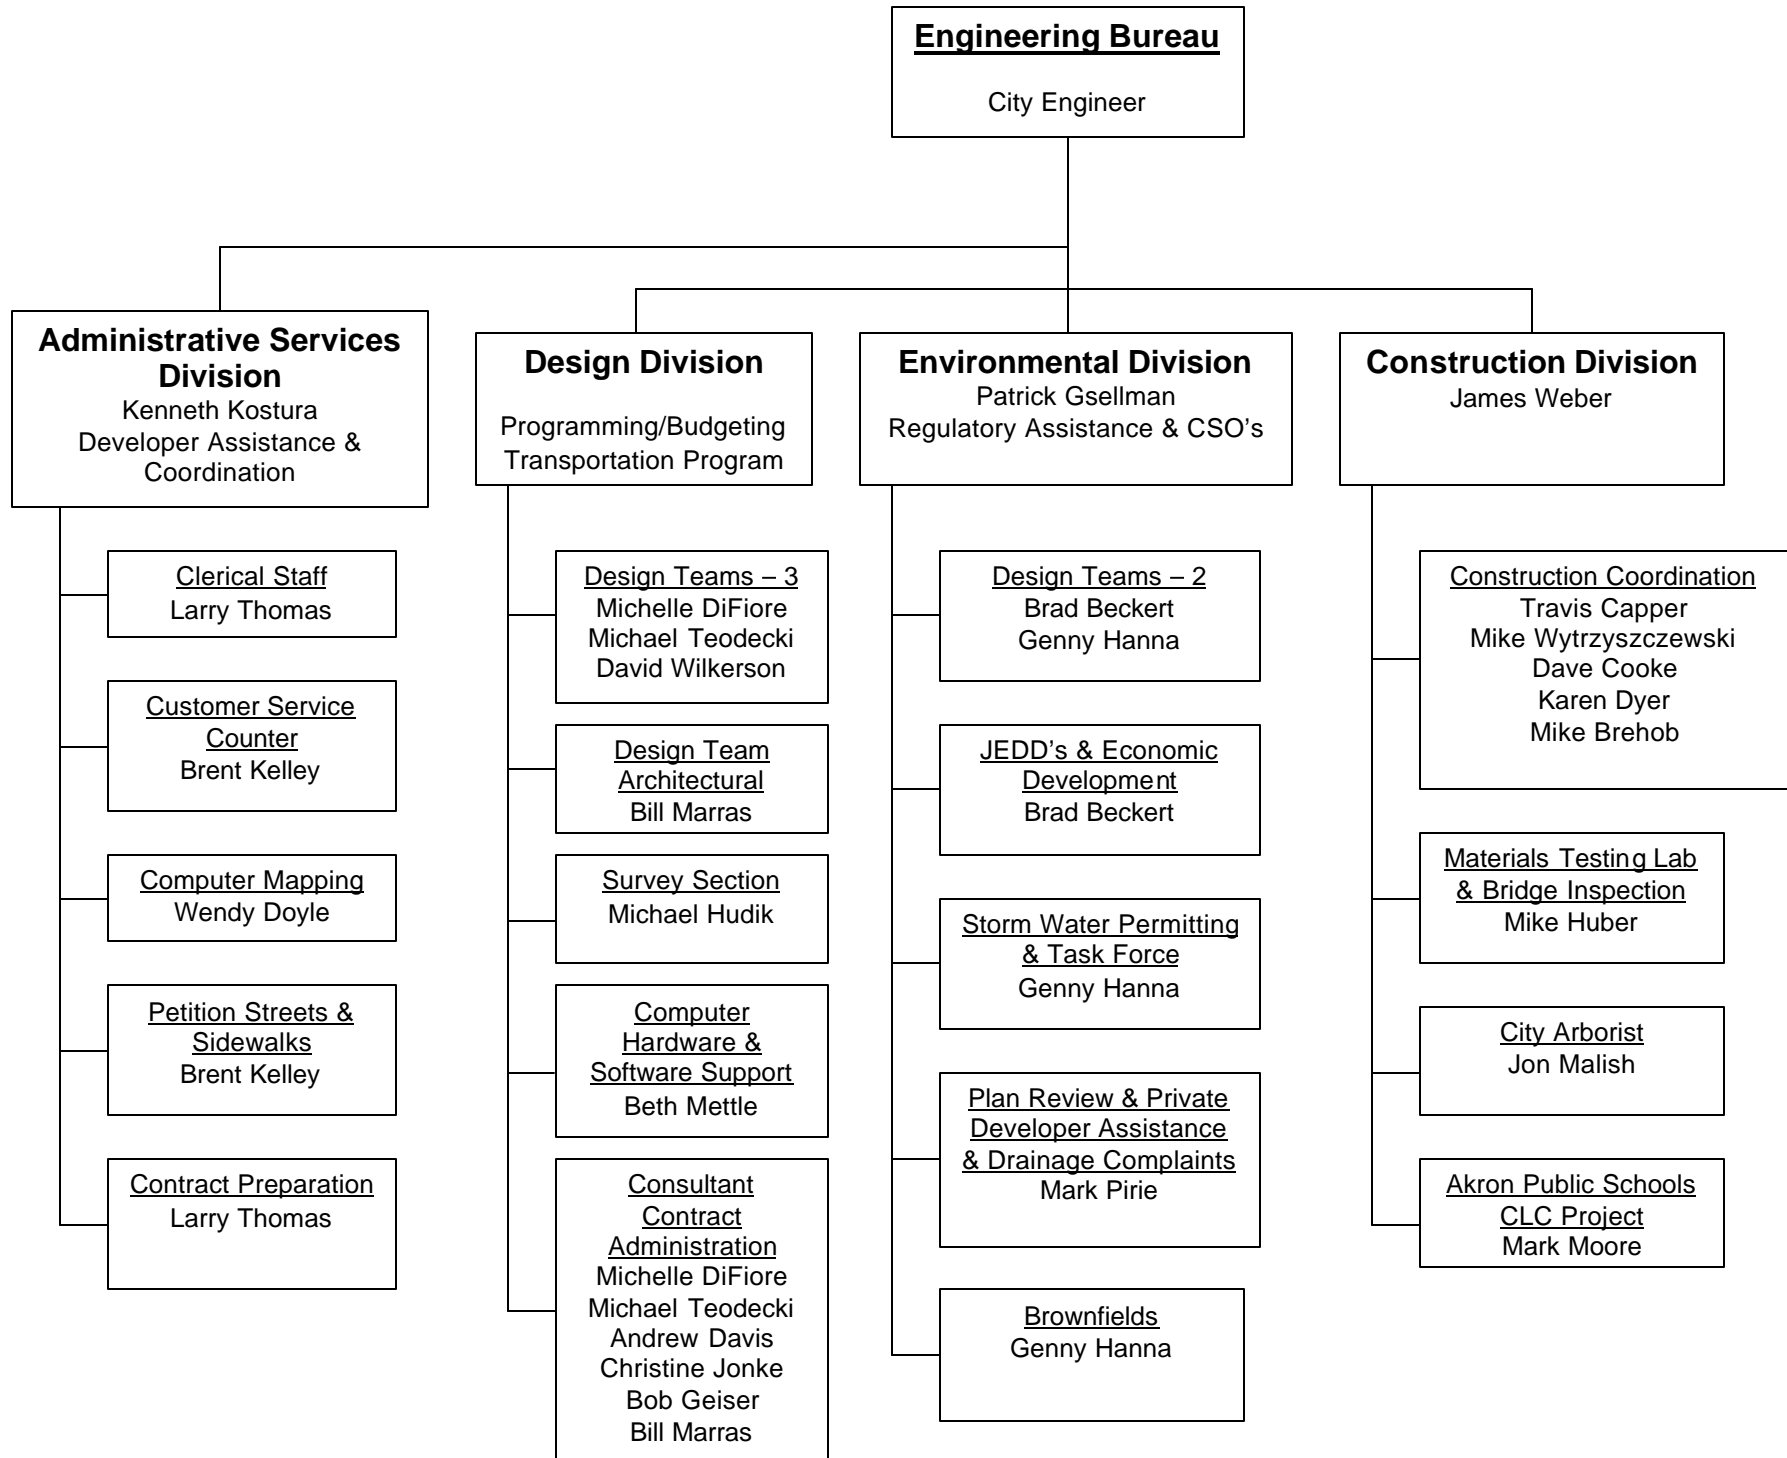 Engineering Bureau
City Engineer
Administrative Services
Division
Kenneth Kostura
Developer Assistance &
Coordination
Clerical Staff
Larry Thomas
Customer Service
Counter
Brent Kelley
Computer Mapping
Wendy Doyle
Petition Streets &
Sidewalks
Brent Kelley
Contract Preparation
Larry Thomas
Design Division
Programming/Budgeting
Transportation Program
Design Teams – 3
Michelle DiFiore
Michael Teodecki
David Wilkerson
Design Team
Architectural
Bill Marras
Survey Section
Michael Hudik
Computer
Hardware &
Software Support
Beth Mettle
Consultant
Contract
Administration
Michelle DiFiore
Michael Teodecki
Andrew Davis
Christine Jonke
Bob Geiser
Bill Marras
Environmental Division
Patrick Gsellman
Regulatory Assistance & CSO’s
Design Teams – 2
Brad Beckert
Genny Hanna
JEDD’s & Economic
Development
Brad Beckert
Storm Water Permitting
& Task Force
Genny Hanna
Plan Review & Private
Developer Assistance
& Drainage Complaints
Mark Pirie
Brownfields
Genny Hanna
Construction Division
James Weber
Construction Coordination
Travis Capper
Mike Wytrzyszczewski
Dave Cooke
Karen Dyer
Mike Brehob
Materials Testing Lab
& Bridge Inspection
Mike Huber
City Arborist
Jon Malish
Akron Public Schools
CLC Project
Mark Moore